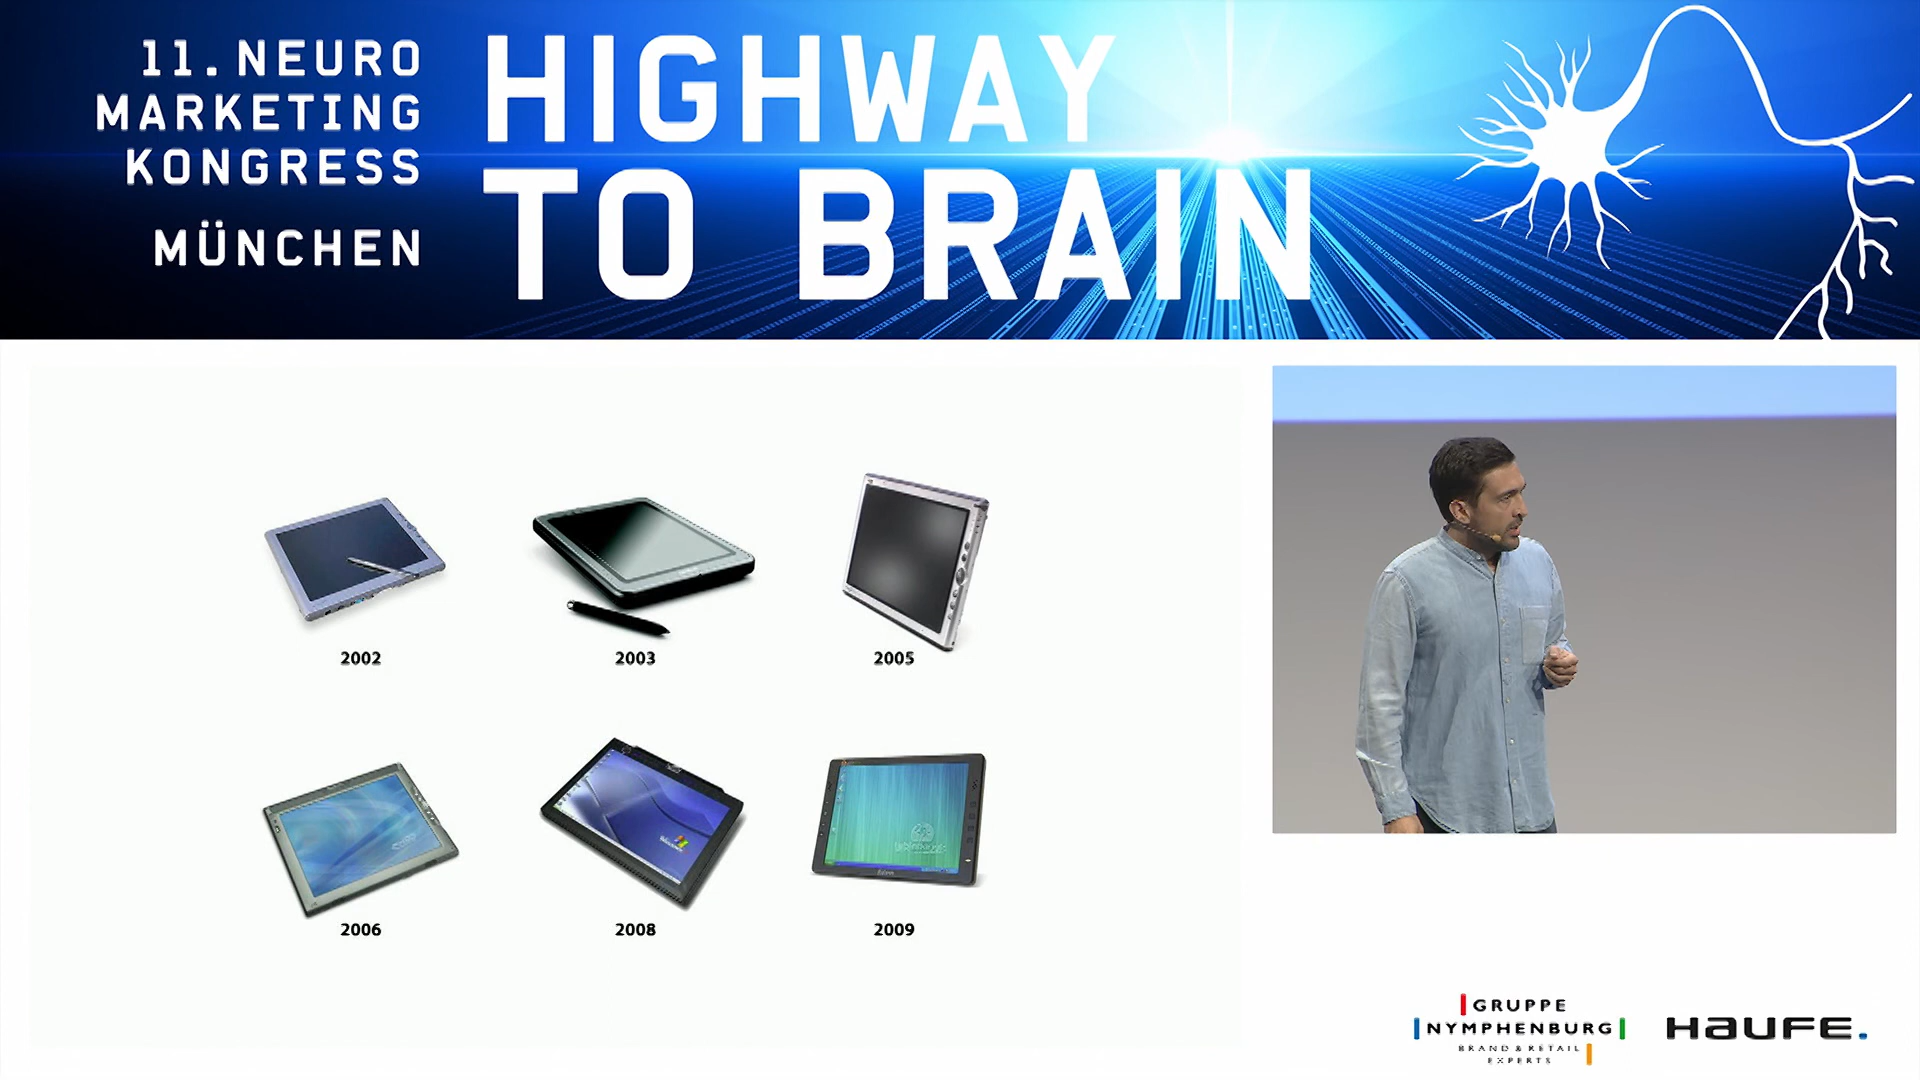 11. NEURO
MARKETING
KONGRESS
MÜNCHEN
HIGHWAY
TO BRAIN
2002
2003
2005
2006
2008
2009
GRUPPE
NYMPHENBURG
BRAND & RETAIL
EXPERTS
HAUFE.